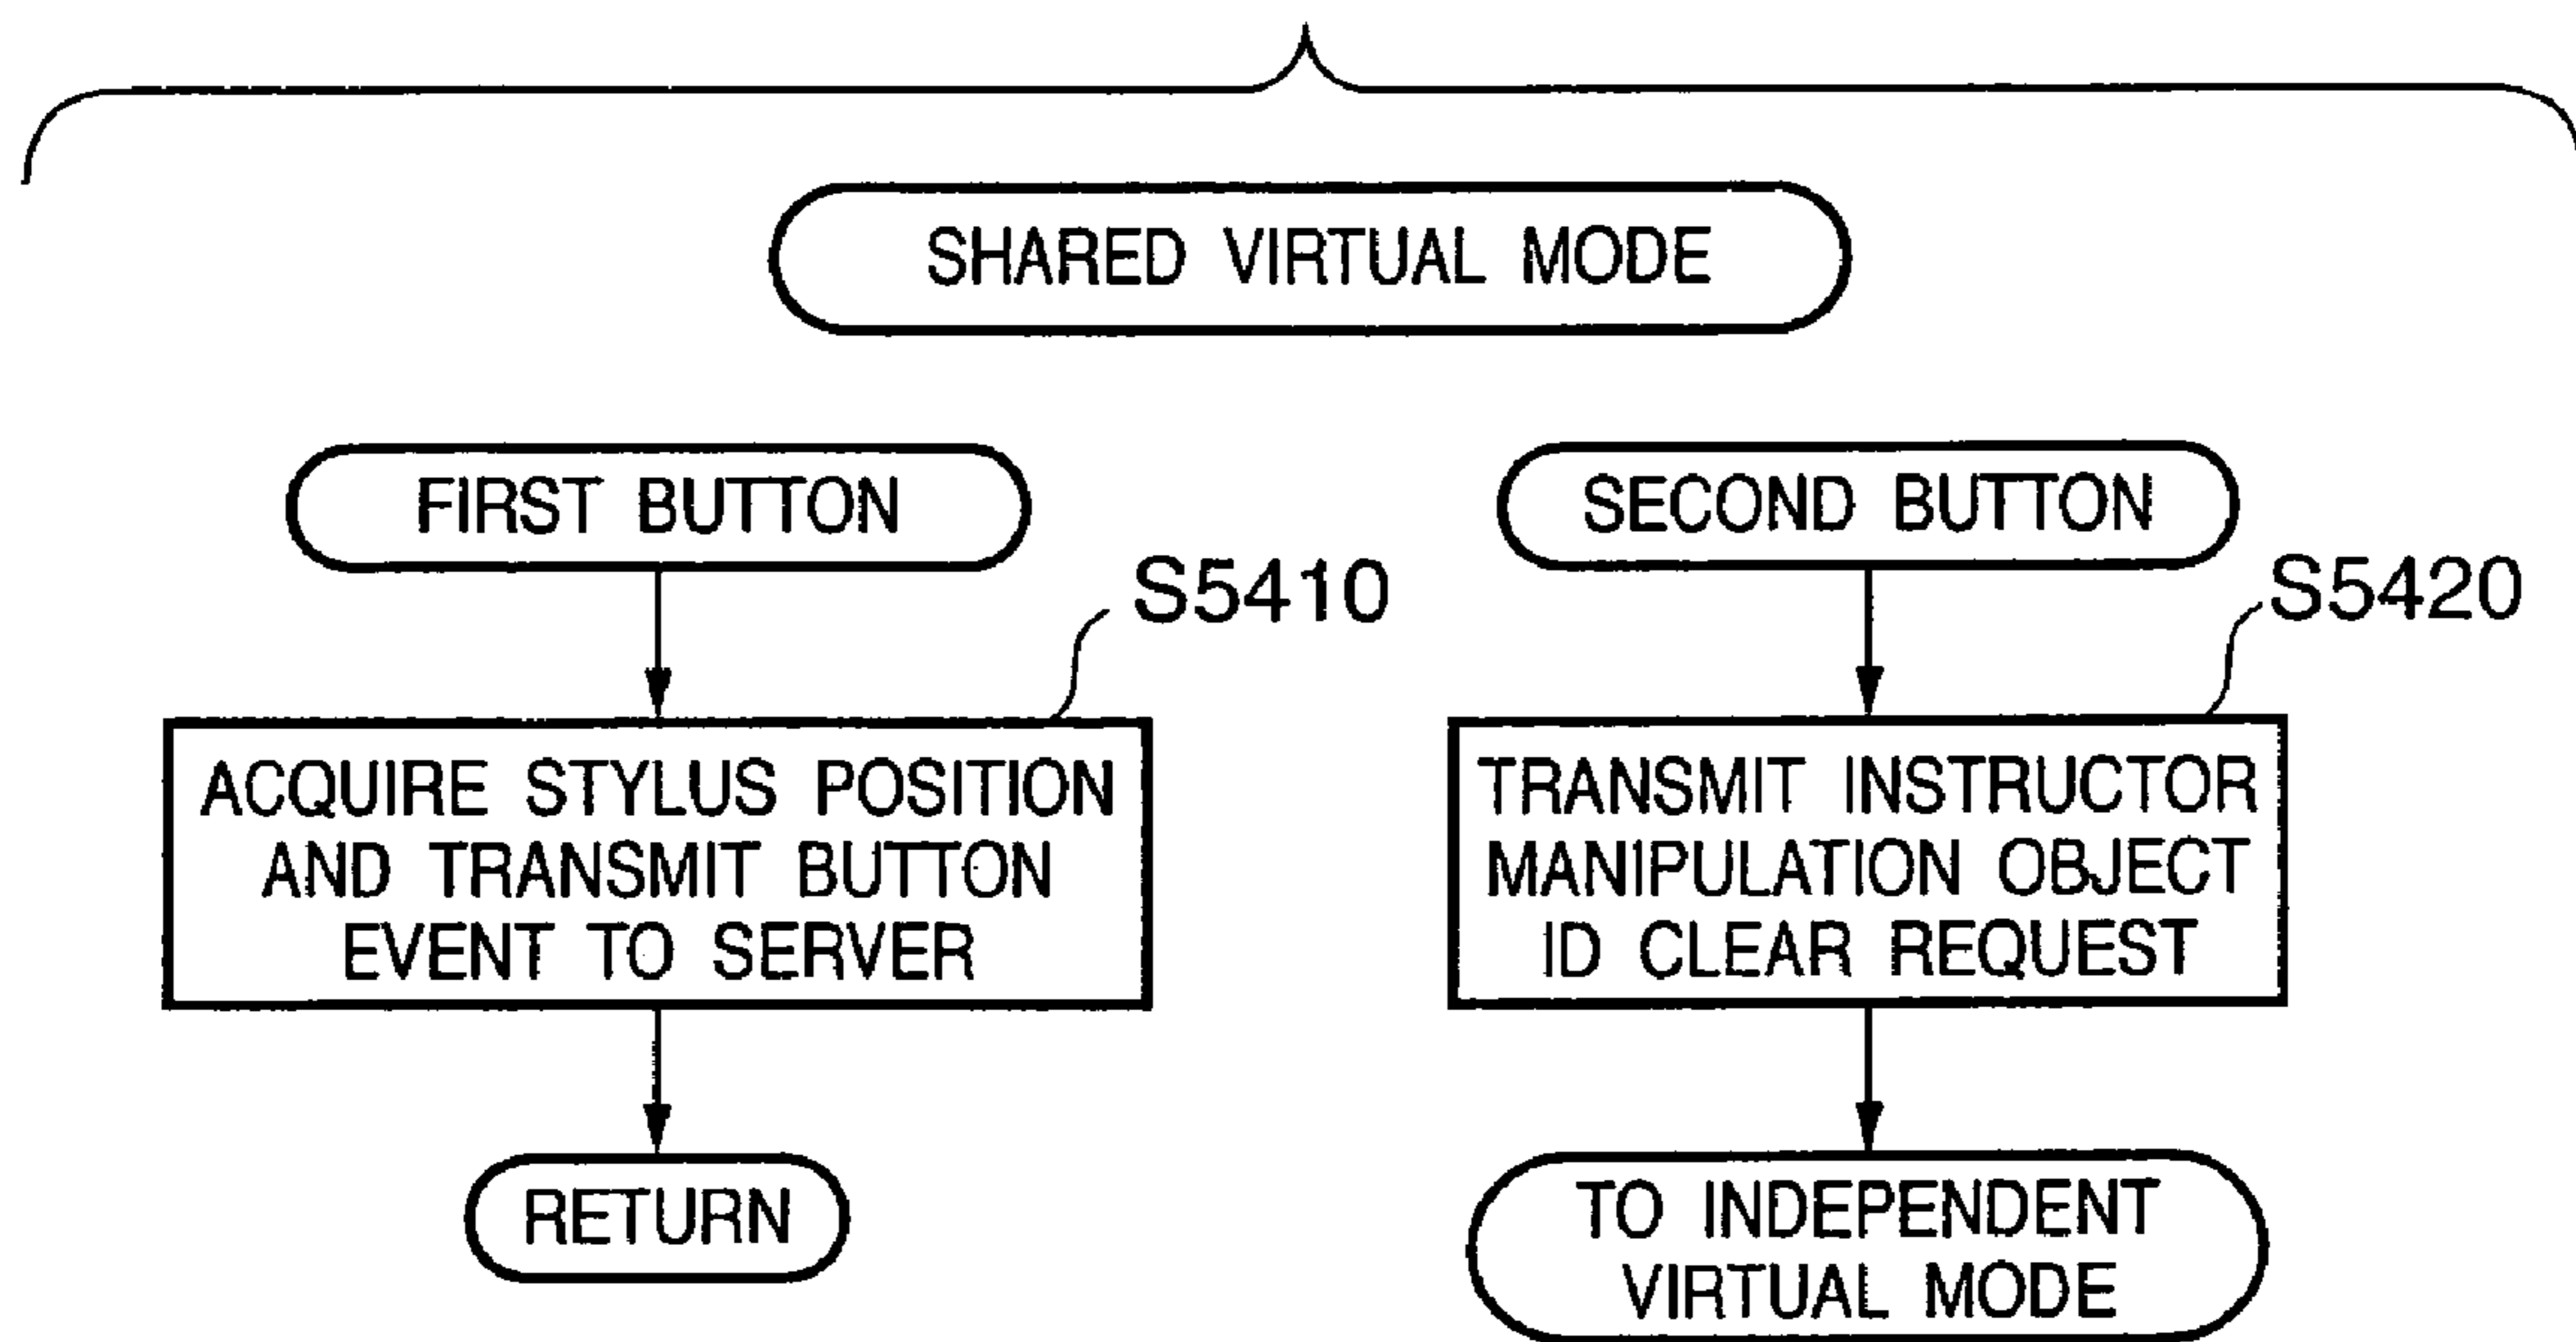 SHARED VIRTUAL MODE
FIRST BUTTON
S5410
ACQUIRE STYLUS POSITION
AND TRANSMIT BUTTON
EVENT TO SERVER
RETURN
SECOND BUTTON
S5420
TRANSMIT INSTRUCTOR
MANIPULATION OBJECT
ID CLEAR REQUEST
TO INDEPENDENT
VIRTUAL MODE